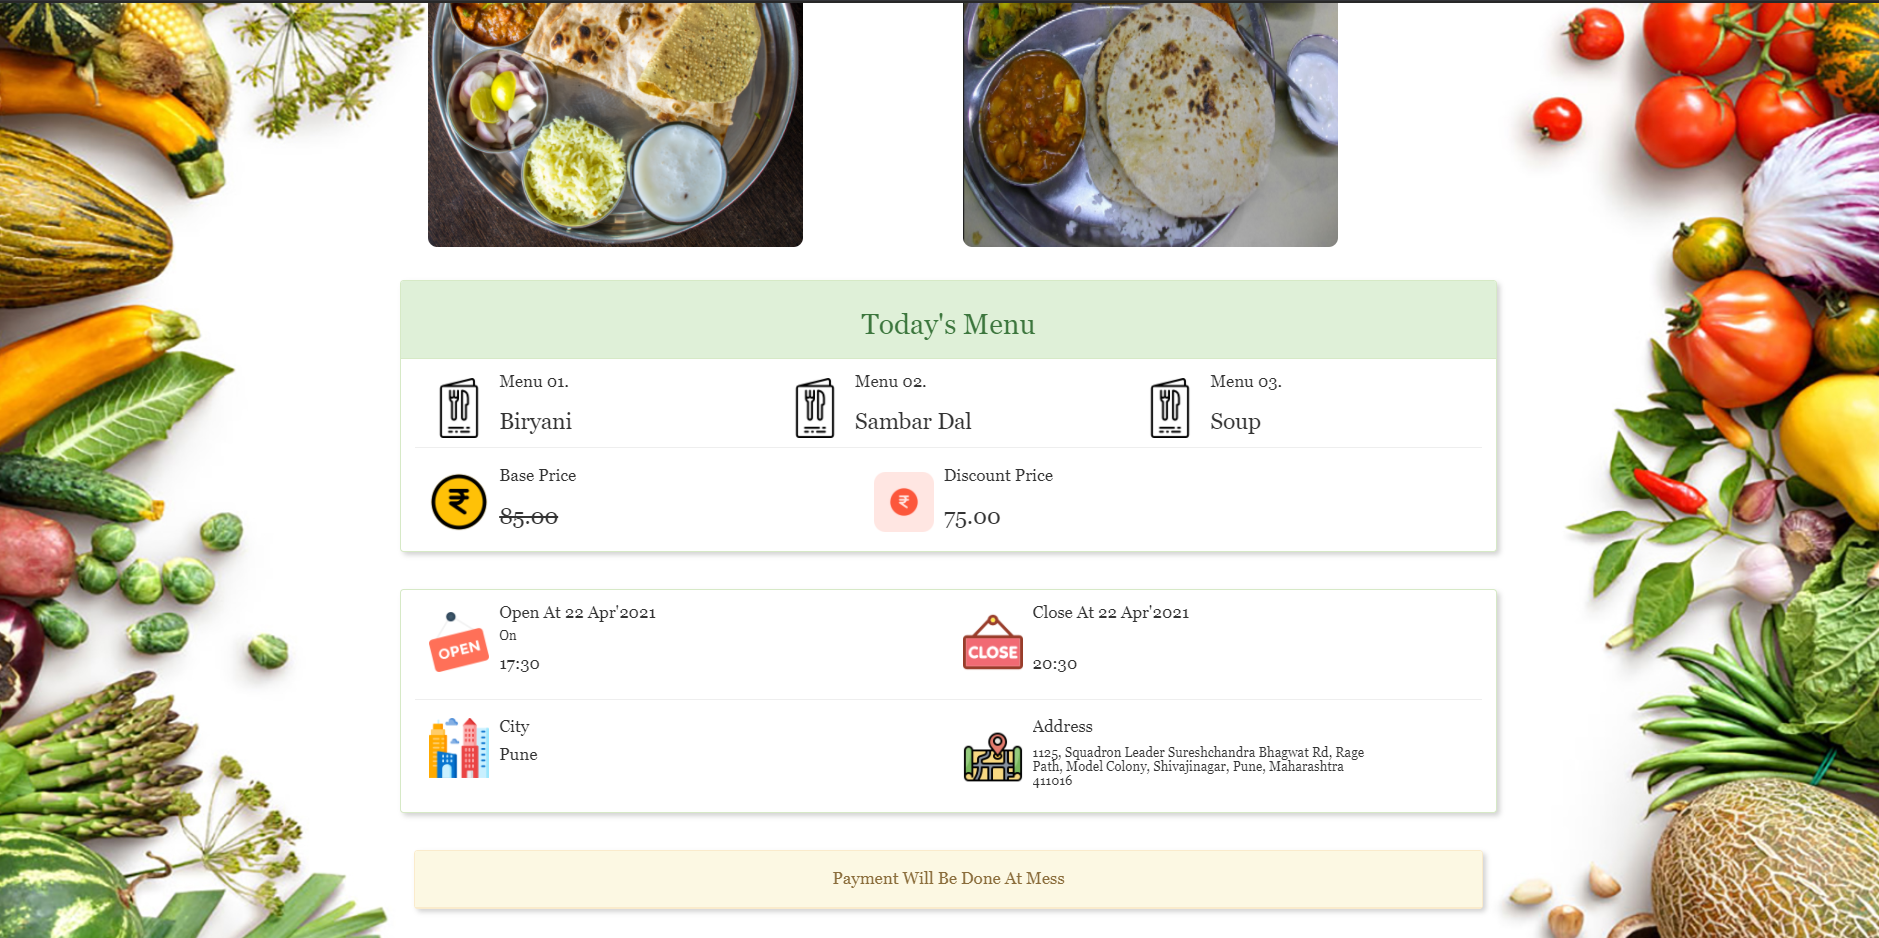 Today's Menu
Menu 01.
Biryani
Menu 02.
Sambar Dal
Menu 03.
Soup
Base Price
85.00
Discount Price
75.00
Open At 22 Apr'2021
On
17:30
OPEN
Close At 22 Apr'2021
20:30
CLOSE
City
Pune
Address
1125, Squadron Leader Sureshchandra Bhagwat Rd, Rage
Path, Model Colony, Shivajinagar, Pune, Maharashtra
411016
Payment Will Be Done At Mess